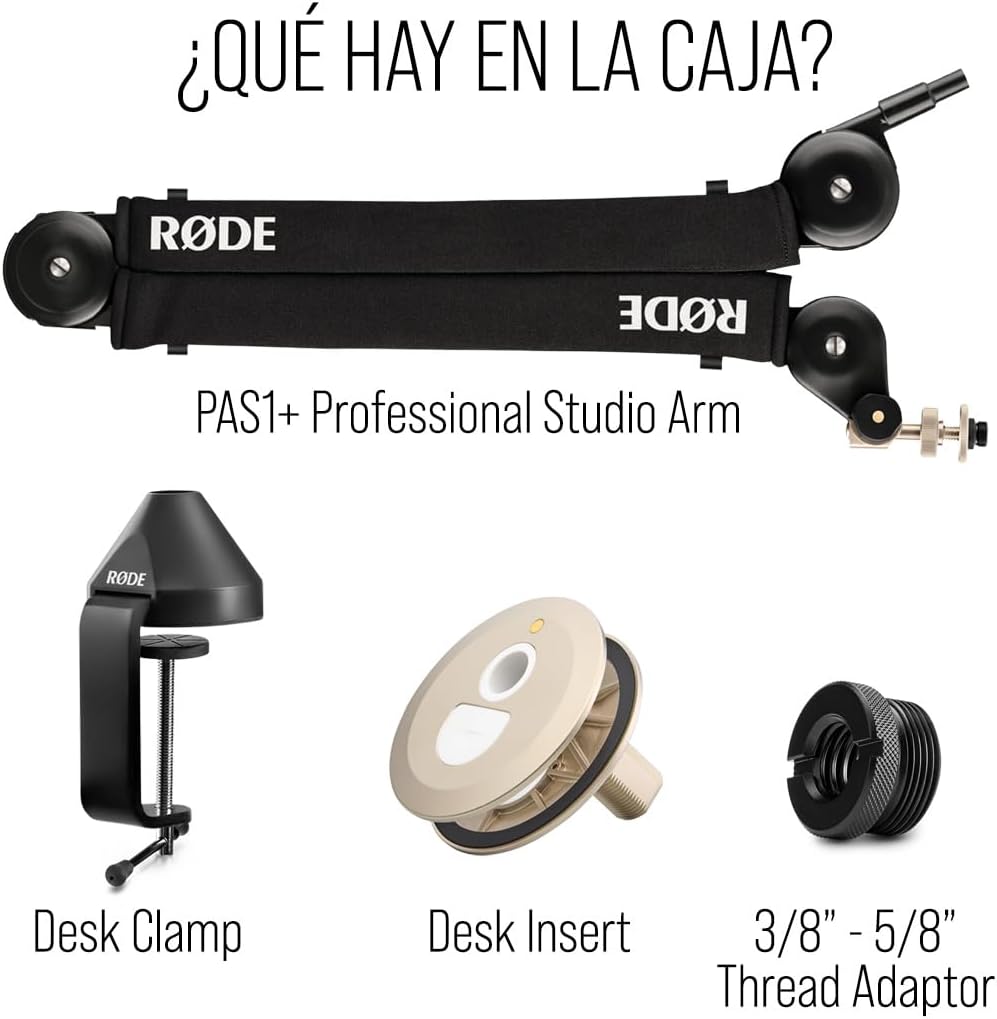 ¿QUÉ HAY EN LA CAJA?
RØDE
RØDE
PAS1+ Professional Studio Arm
RØDE
Desk Clamp
Desk Insert
3/8” - 5/8”
Thread Adaptor